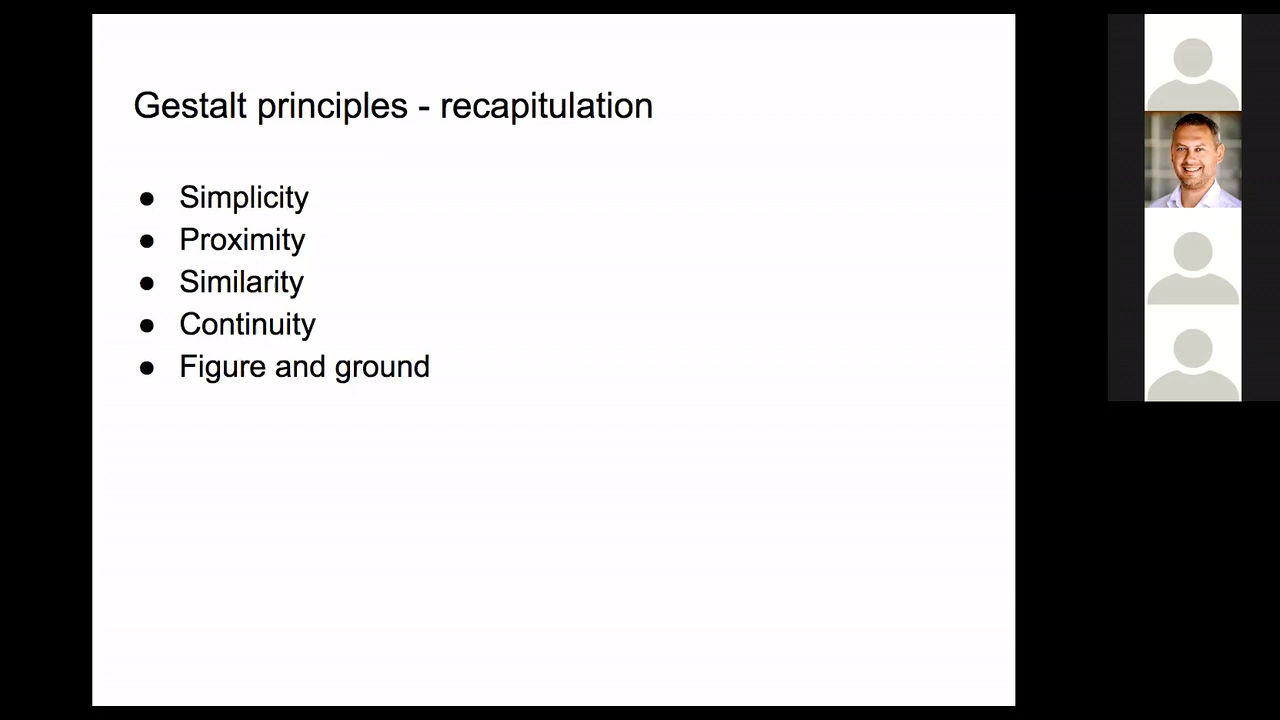 Gestalt principles - recapitulation
● Simplicity
● Proximity
● Similarity
● Continuity
● Figure and ground